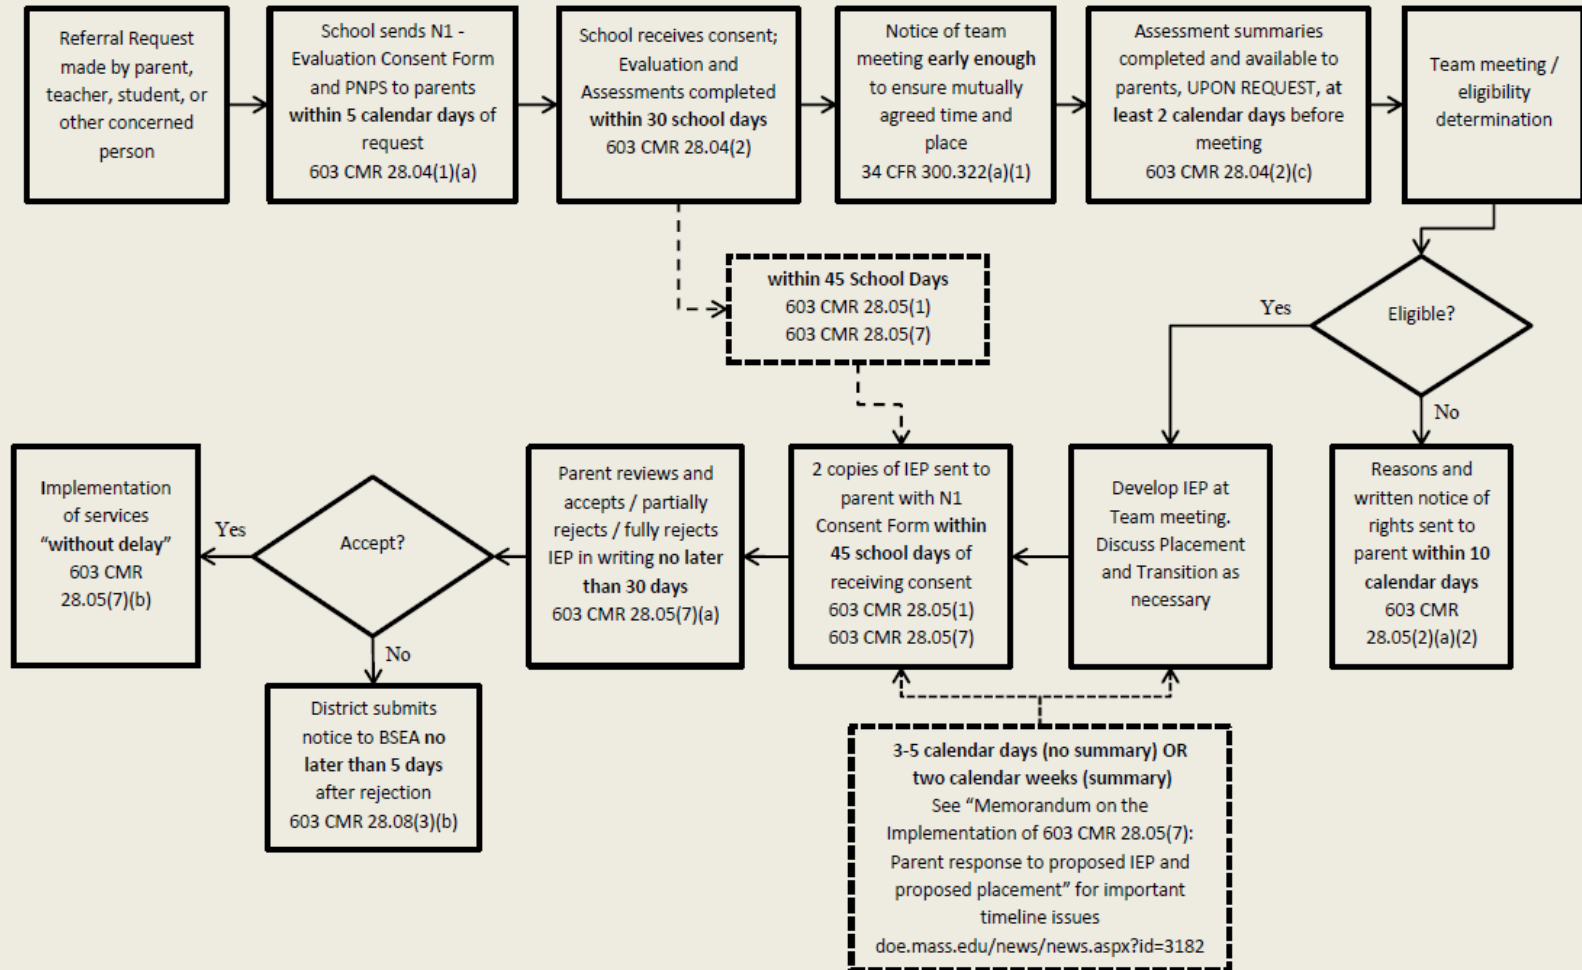 Referral Request
made by parent,
teacher, student, or
other concerned
person
School sends N1 -
Evaluation Consent Form
and PNPS to parents
within 5 calendar days of
request
603 CMR 28.04(1)(a)
School receives consent;
Evaluation and
Assessments completed
within 30 school days
603 CMR 28.04(2)
Notice of team
meeting early enough
to ensure mutually
agreed time and
place
34 CFR 300.322(a)(1)
Assessment summaries
completed and available to
parents, UPON REQUEST, at
least 2 calendar days before
meeting
603 CMR 28.04(2)(c)
Team meeting /
eligibility
determination
within 45 School Days
603 CMR 28.05(1)
603 CMR 28.05(7)
Yes
Eligible?
No
Reasons and
written notice of
rights sent to
parent within 10
calendar days
603 CMR
28.05(2)(a)(2)
Develop IEP at
Team meeting.
Discuss Placement
and Transition as
necessary
2 copies of IEP sent to
parent with N1
Consent Form within
45 school days of
receiving consent
603 CMR 28.05(1)
603 CMR 28.05(7)
Parent reviews and
accepts / partially
rejects / fully rejects
IEP in writing no later
than 30 days
603 CMR 28.05(7)(a)
Accept?
Yes
Implementation
of services
“without delay”
603 CMR
28.05(7)(b)
No
District submits
notice to BSEA no
later than 5 days
after rejection
603 CMR 28.08(3)(b)
3-5 calendar days (no summary) OR
two calendar weeks (summary)
See “Memorandum on the
Implementation of 603 CMR 28.05(7):
Parent response to proposed IEP and
proposed placement” for important
timeline issues
doe.mass.edu/news/news.aspx?id=3182